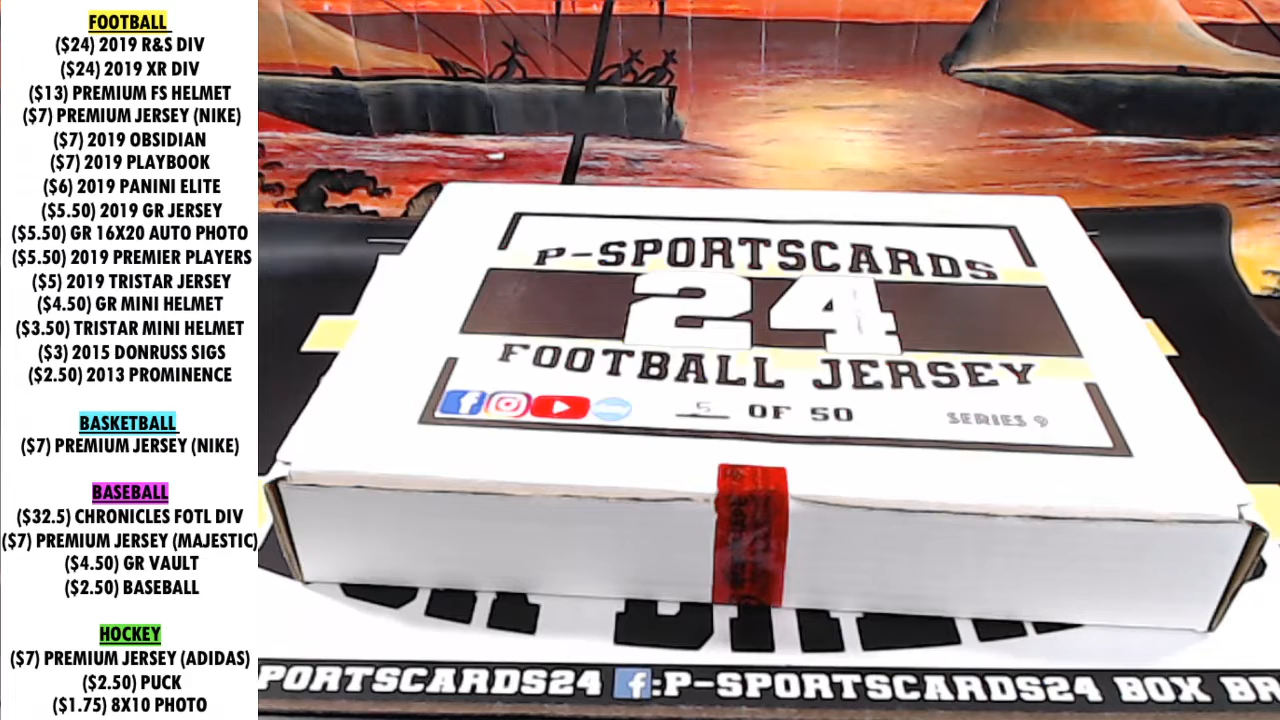 FOOTBALL
($24) 2019 R&S DIV
($24) 2019 XR DIV
($13) PREMIUM FS HELMET
($7) PREMIUM JERSEY (NIKE)
($7) 2019 OBSIDIAN
($7) 2019 PLAYBOOK
($6) 2019 PANINI ELITE
($5.50) 2019 GR JERSEY
($5.50) GR 16X20 AUTO PHOTO
($5.50) 2019 PREMIER PLAYERS
($5) 2019 TRISTAR JERSEY
($4.50) GR MINI HELMET
($3.50) TRISTAR MINI HELMET
($3) 2015 DONRUSS SIGS
($2.50) 2013 PROMINENCE
BASKETBALL
($7) PREMIUM JERSEY (NIKE)
BASEBALL
($32.5) CHRONICLES FOTL DIV
($7) PREMIUM JERSEY (MAJESTIC)
($4.50) GR VAULT
($2.50) BASEBALL
HOCKEY
($7) PREMIUM JERSEY (ADIDAS)
($2.50) PUCK
($1.75) 8X10 PHOTO
P-SPORTSCARDS
24
FOOTBALL JERSEY
5 OF 50 SERIES 9
PORTSCARDS24 f:P-SPORTSCARDS24 BOX BR